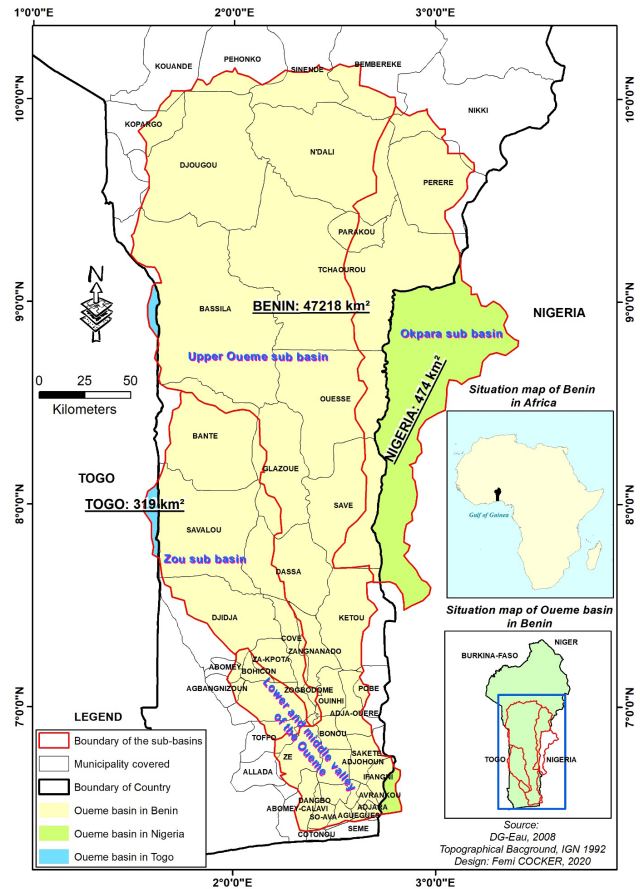 1°0'0"E
2°0'0"E
3°0'0"E
PEHONKO
KOUANDE
SINENDE
BEMBEREKE
10°0'0"N
10°0'0"N
NIKKI
KOPARGO
N'DALI
DJOUGOU
PERERE
PARAKOU
TCHAOUROU
N
9°0'0"N
9°0'0"N
BASSILA
BENIN: 47218 km²
NIGERIA
Okpara sub basin
Upper Oueme sub basin
0 25 50
Kilometers
NIGERIA: 474 km²
OUESSE
Situation map of Benin
in Africa
BANTE
GLAZOUE
TOGO
TOGO: 319 km²
SAVE
8°0'0"N
8°0'0"N
Gulf of Guinea
SAVALOU
Zou sub basin
DASSA
Situation map of Oueme basin
in Benin
DJIDJA
KETOU
COVE
ZANGNANADO
ZA-KPOTA
ABOMEY
BOHICON
AGBANGNIZOUN
ZOGBODOME
POBE
OUINHI
ADJA-OUERE
Lower and middle valley
of the Oueme
7°0'0"N
7°0'0"N
NIGER
BURKINA-FASO
TOGO
NIGERIA
BONOU
TOFFO
SAKETE
ADJOHOUN
ZE
IFANGNI
ALLADA
AVRANKOU
DANGBO
ADJARA
ABOMEY-CALAVI
AGUEGUES
SO-AVA
SEME
COTONOU
LEGEND
Boundary of the sub-basins
Municipality covered
Boundary of Country
Oueme basin in Benin
Oueme basin in Nigeria
Oueme basin in Togo
Source:
DG-Eau, 2008
Topographical Bacground, IGN 1992
Design: Femi COCKER, 2020
2°0'0"E
3°0'0"E